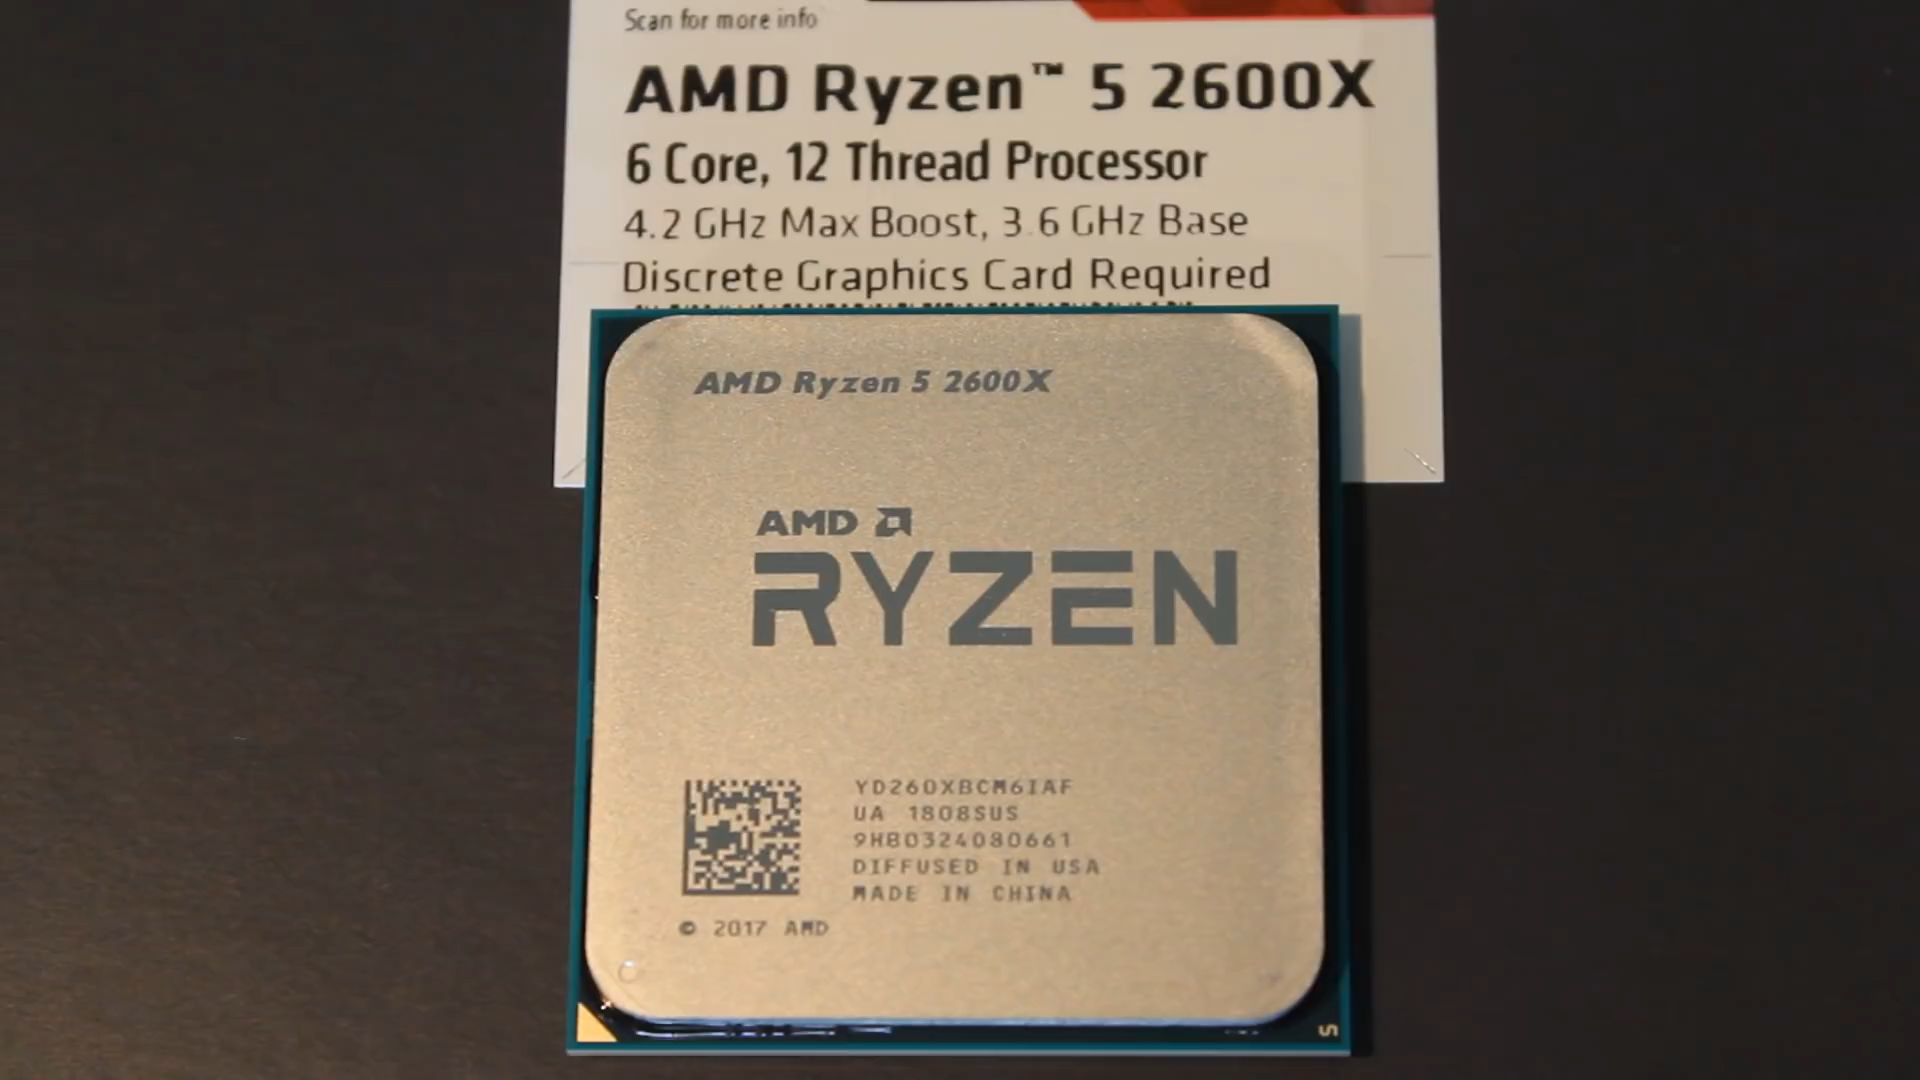 Scan for more info
AMD Ryzen™ 5 2600X
6 Core, 12 Thread Processor
4.2 GHz Max Boost, 3.6 GHz Base
Discrete Graphics Card Required
AMD Ryzen 5 2600X
AMD
RYZEN
YD260XBCM6IAF
UA 1808SUS
9HB0324080661
DIFFUSED IN USA
MADE IN CHINA
© 2017 AMD